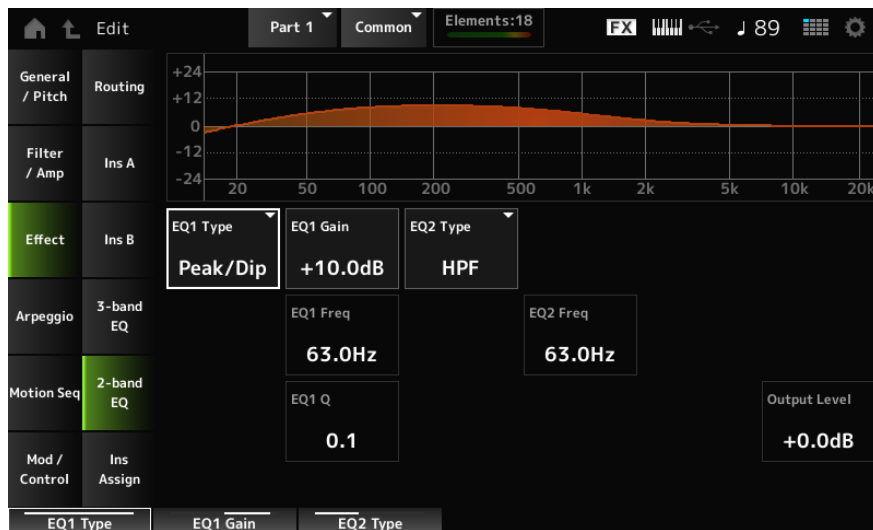 Edit
Part 1
Common
Elements:18
FX
♩ 89
General
/ Pitch
Routing
Filter
/ Amp
Ins A
Effect
Ins B
Arpeggio
3-band
EQ
Motion Seq
2-band
EQ
Mod /
Control
Ins
Assign
+24
+12
0
-12
-24
20 50 100 200 500 1k 2k 5k 10k 20k
EQ1 Type
Peak/Dip
EQ1 Gain
+10.0dB
EQ2 Type
HPF
EQ1 Freq
63.0Hz
EQ2 Freq
63.0Hz
EQ1 Q
0.1
Output Level
+0.0dB
EQ1 Type
EQ1 Gain
EQ2 Type